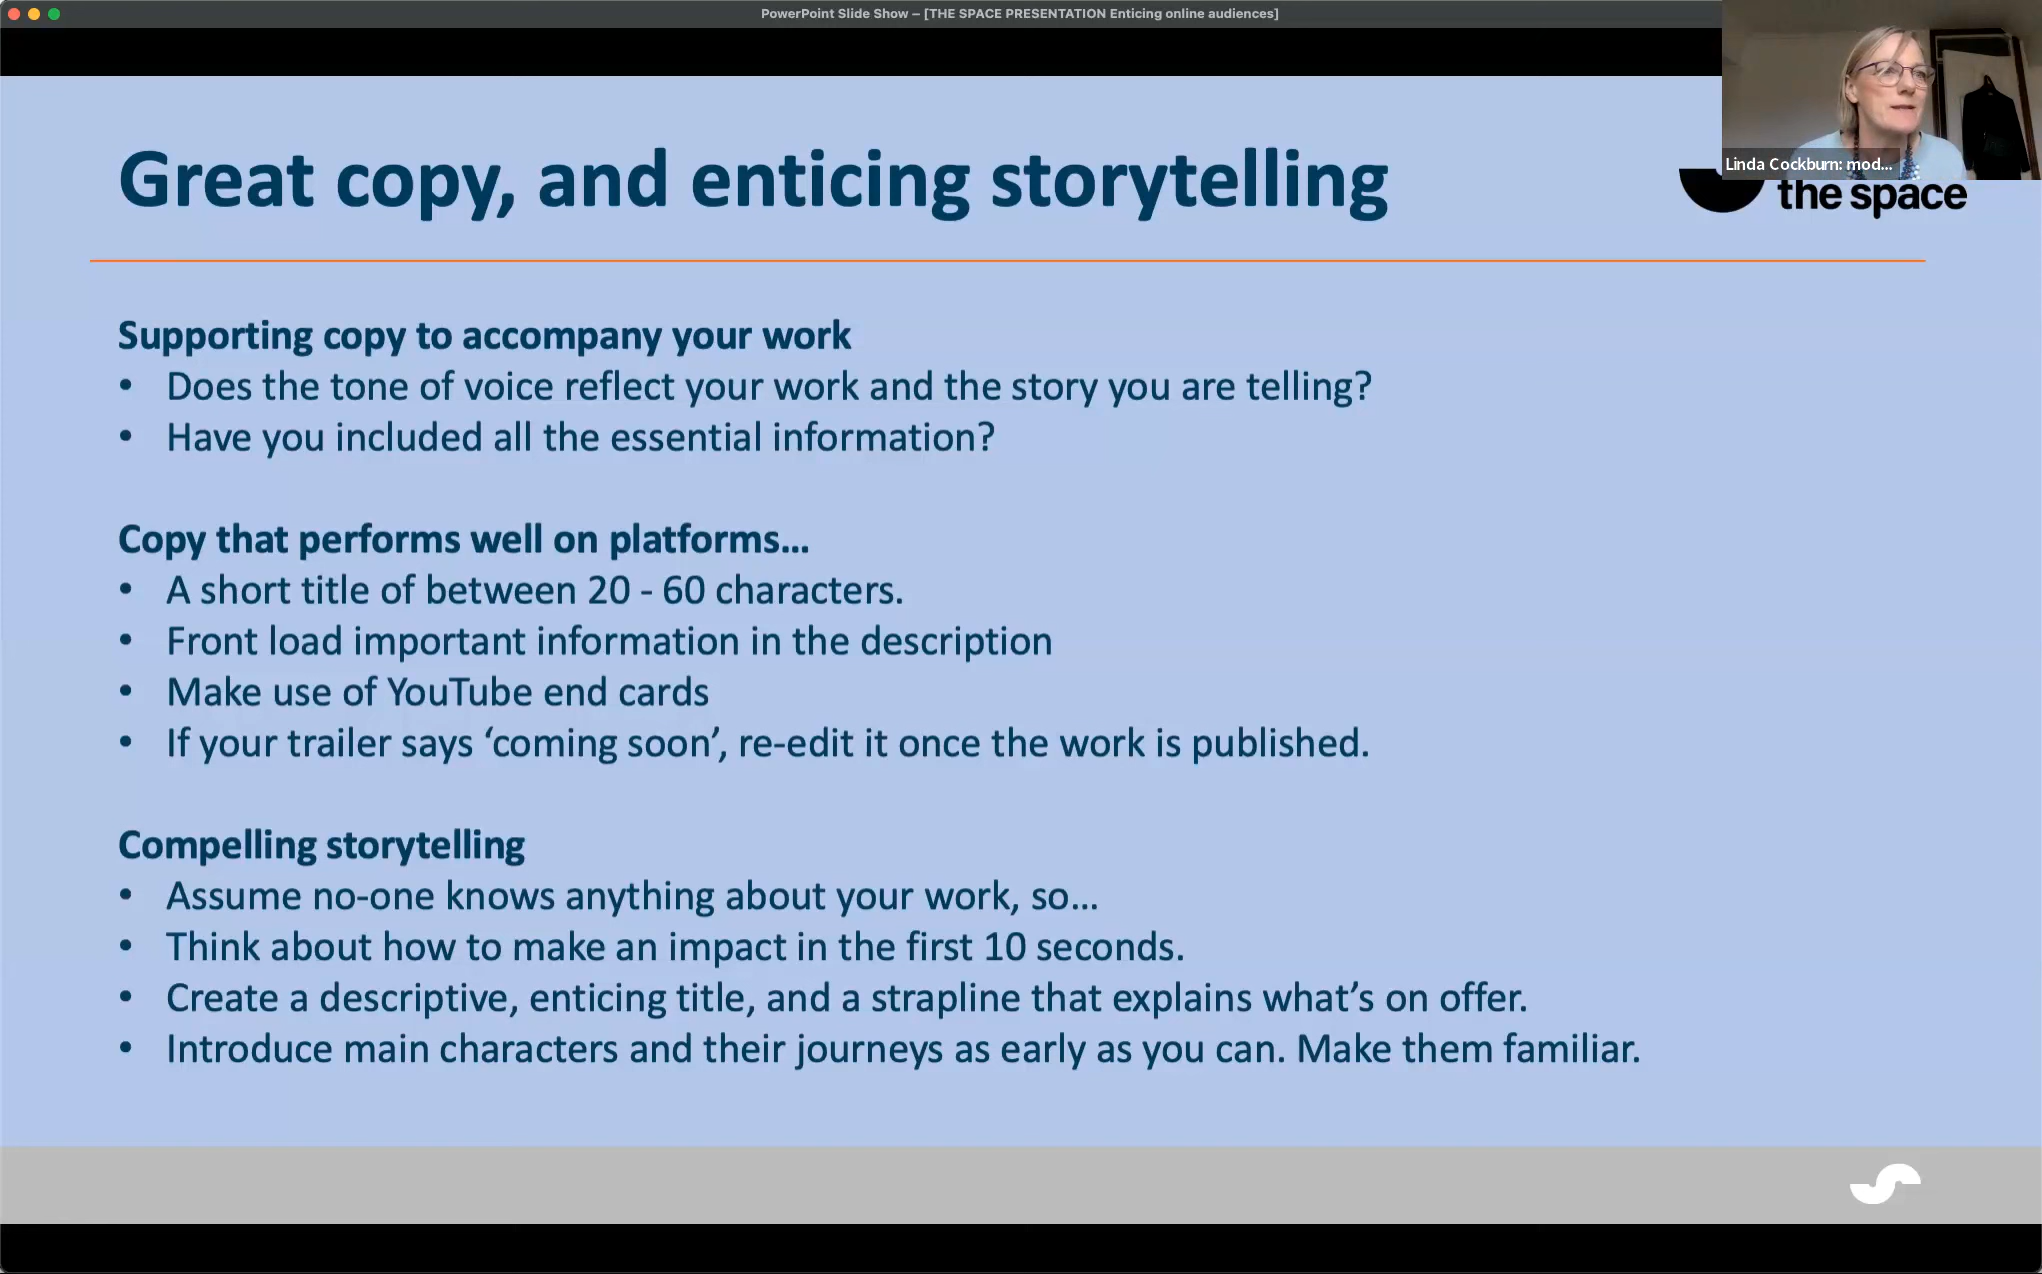 PowerPoint Slide Show – [THE SPACE PRESENTATION Enticing online audiences]
Linda Cockburn: mod...
the space
Great copy, and enticing storytelling
Supporting copy to accompany your work
• Does the tone of voice reflect your work and the story you are telling?
• Have you included all the essential information?
Copy that performs well on platforms...
• A short title of between 20 - 60 characters.
• Front load important information in the description
• Make use of YouTube end cards
• If your trailer says ‘coming soon’, re-edit it once the work is published.
Compelling storytelling
• Assume no-one knows anything about your work, so...
• Think about how to make an impact in the first 10 seconds.
• Create a descriptive, enticing title, and a strapline that explains what’s on offer.
• Introduce main characters and their journeys as early as you can. Make them familiar.